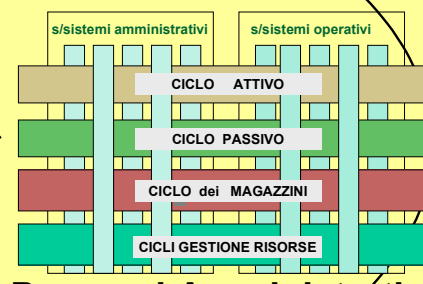 s/sistemi amministrativi s/sistemi operativi
CICLO ATTIVO
CICLO PASSIVO
CICLO dei MAGAZZINI
CICLI GESTIONE RISORSE